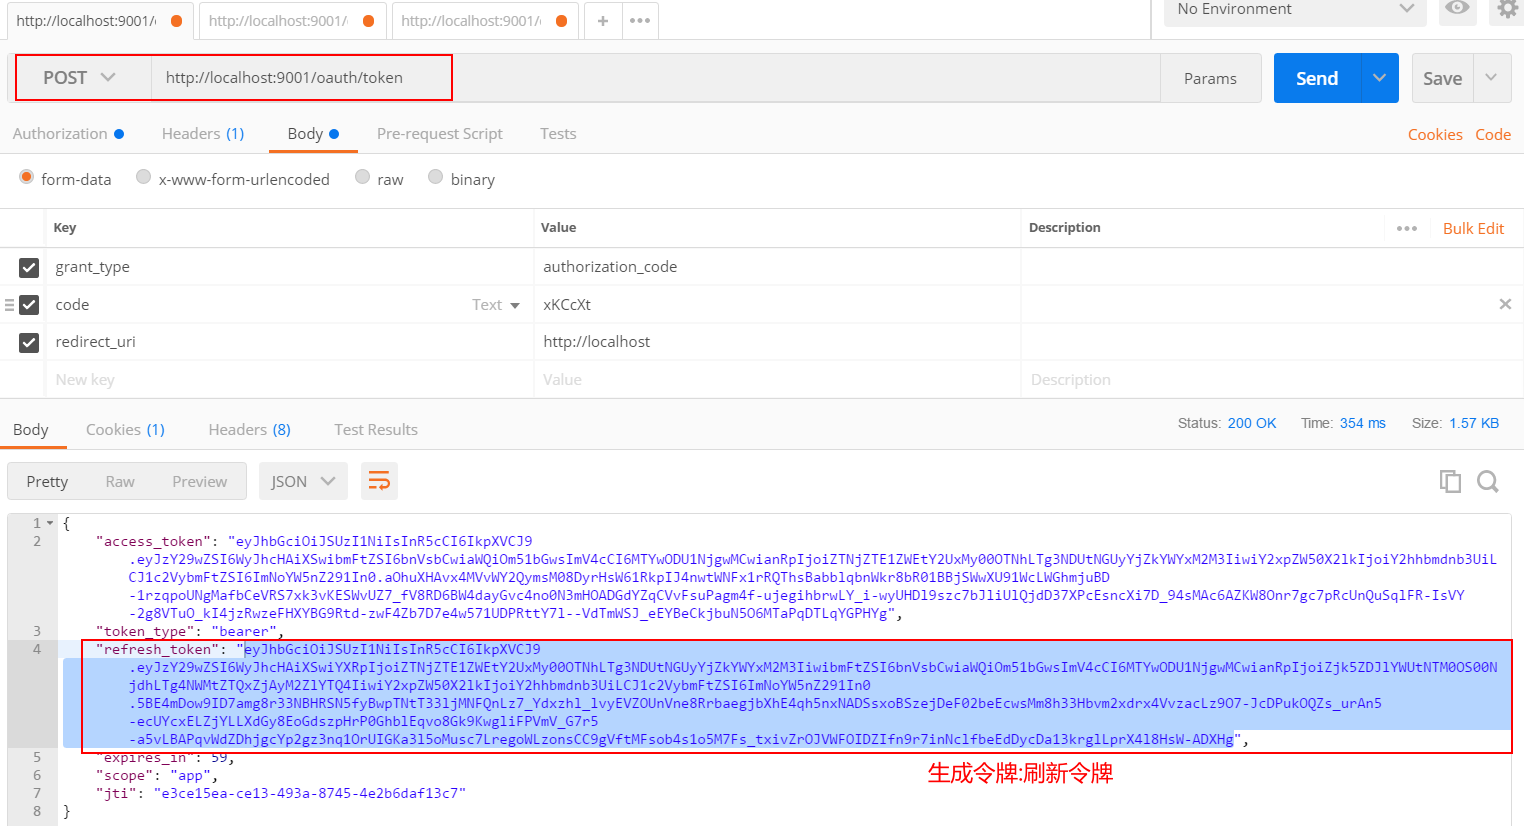 http://localhost:9001/
http://localhost:9001/
http://localhost:9001/
No Environment
POST http://localhost:9001/oauth/token Params Send Save
Authorization Headers (1) Body Pre-request Script Tests Cookies Code
form-data x-www-form-urlencoded raw binary
Key Value Description Bulk Edit
grant_type authorization_code
code Text xKCcXt
redirect_uri http://localhost
New key Value Description
Body Cookies (1) Headers (8) Test Results Status: 200 OK Time: 354 ms Size: 1.57 KB
Pretty Raw Preview JSON
1 {
2 "access_token": "eyJhbGciOiJSUzI1NiIsInR5cCI6IkpXVCJ9
.eyJzY29wZSI6WyJhcHAiXSwibmFtZSI6bnVsbCwiaWQiOm51bGwsImV4cCI6MTYwODU1NjgwMCwianRpIjoiZTNjZTE1ZWEtY2UxMy00OTNhLTg3NDUtNGUyYjZkYWYxM2M3IiwiY2xpZW50X2lkIjoiY2hhbmdnb3UiL
CJ1c2VybmFtZSI6ImNoYW5nZ291In0.aOhuXHAvx4MVvWY2QymsM08DyrHsW61RkpIJ4nwtWNFx1rRQThsBabblqbnWkr8bR01BBjSWwXU91WcLWGhmjuBD
-1rzqpoUNgMafbCeVRS7xk3vKESWvUZ7_fV8RD6BW4dayGvc4no0N3mHOADGdYZqCVvFsuPagm4f-ujegihbrwLY_i-wyUHDl9szc7bJliUlQjdD37XPcEsncXi7D_94sMAc6AZKW8Onr7gc7pRcUnQuSqlFR-IsVY
-2g8VTuO_kI4jzRwzeFHXYBG9Rtd-zwF4Zb7D7e4w571UDPRttY7l--VdTmWSJ_eEYBeCkjbuN5O6MTaPqDTLqYGPHYg",
3 "token_type": "bearer",
4 "refresh_token": "eyJhbGciOiJSUzI1NiIsInR5cCI6IkpXVCJ9
.eyJzY29wZSI6WyJhcHAiXSwiYXRpIjoiZTNjZTE1ZWEtY2UxMy00OTNhLTg3NDUtNGUyYjZkYWYxM2M3IiwibmFtZSI6bnVsbCwiaWQiOm51bGwsImV4cCI6MTYwODU1NjgwMCwianRpIjoiZjk5ZDJlYWUtNTM0OS00N
jdhLTg4NWMtZTQxZjAyM2ZlYTQ4IiwiY2xpZW50X2lkIjoiY2hhbmdnb3UiLCJ1c2VybmFtZSI6ImNoYW5nZ291In0
.5BE4mDow9ID7amg8r33NBHRSN5fyBwpTNtT33ljMNFQnLz7_Ydxzhl_lvyEVZOUnVne8RrbaegjbXhE4qh5nxNADSsxoBSzejDeF02beEcwsMm8h33Hbvm2xdrx4VvzacLz9O7-JcDPukOQZs_urAn5
-ecUYcxELZjYLLXdGy8EoGdszpHrP0GhblEqvo8Gk9KwgliFPVmV_G7r5
-a5vLBAPqvWdZDhjgcYp2gz3nq1OrUIGKa3l5oMusc7LregoWLzonsCC9gVftMFsob4s1o5M7Fs_txivZrOJVWFOIDZIfn9r7inNclfbeEdDycDa13krglLprX4l8HsW-ADXHg",
5 "expires_in": 59,
生成令牌:刷新令牌
6 "scope": "app",
7 "jti": "e3ce15ea-ce13-493a-8745-4e2b6daf13c7"
8 }